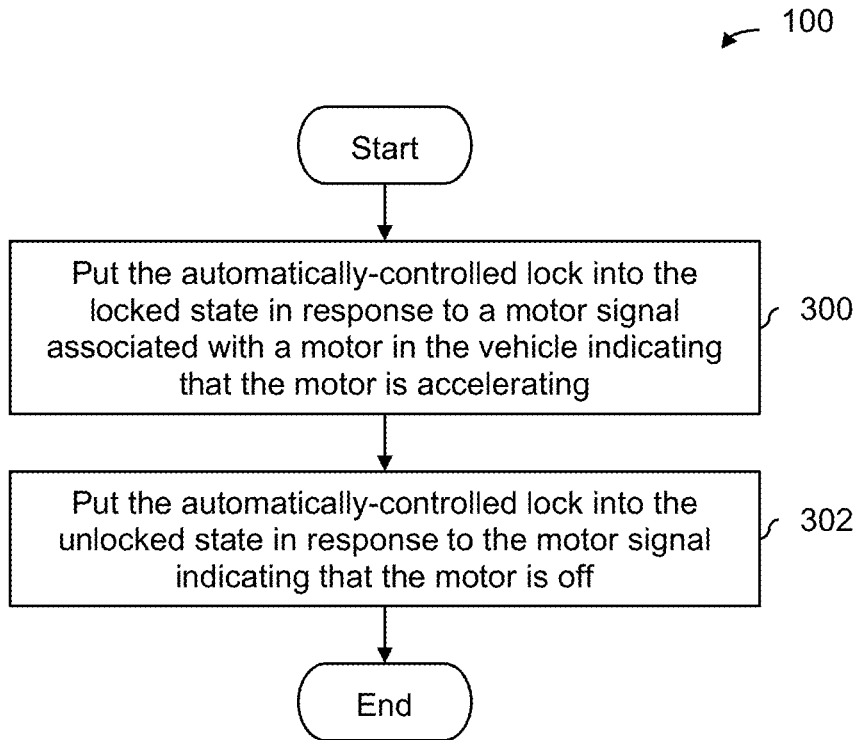 100
Start
Put the automatically-controlled lock into the
locked state in response to a motor signal
associated with a motor in the vehicle indicating
that the motor is accelerating
300
Put the automatically-controlled lock into the
unlocked state in response to the motor signal
indicating that the motor is off
302
End